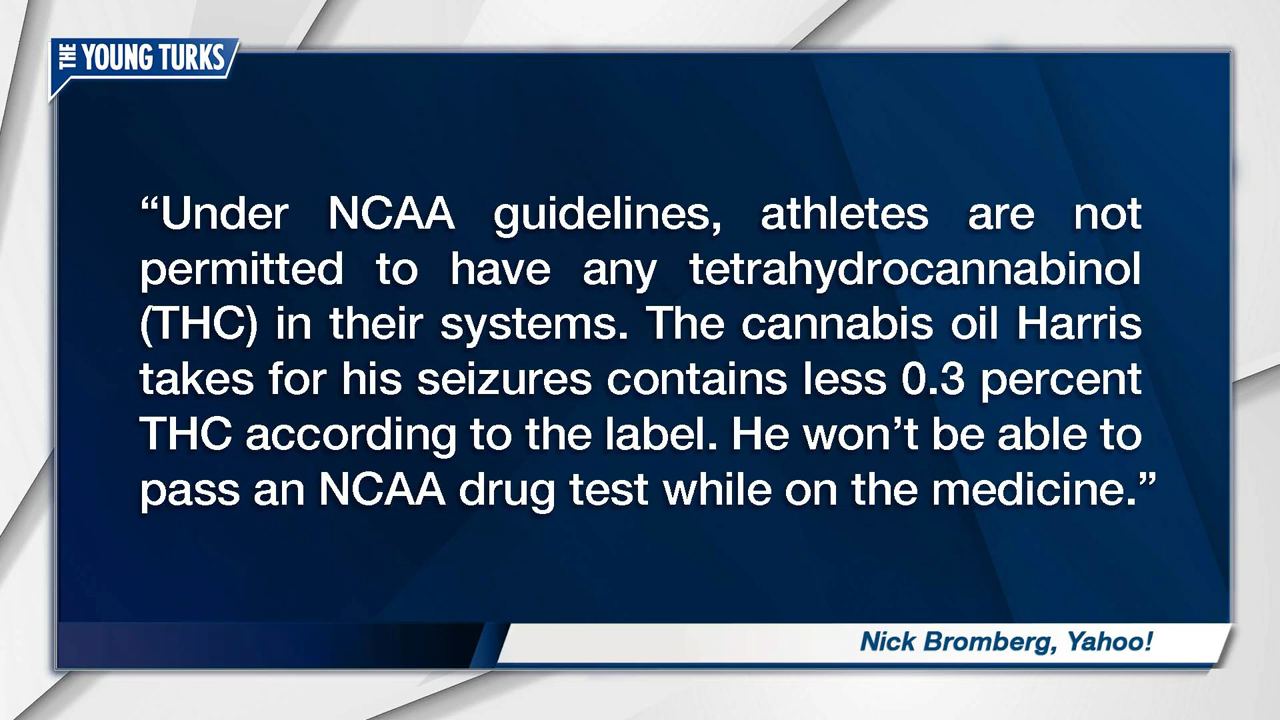 THE YOUNG TURKS
“Under NCAA guidelines, athletes are not
permitted to have any tetrahydrocannabinol
(THC) in their systems. The cannabis oil Harris
takes for his seizures contains less 0.3 percent
THC according to the label. He won’t be able to
pass an NCAA drug test while on the medicine.”
Nick Bromberg, Yahoo!